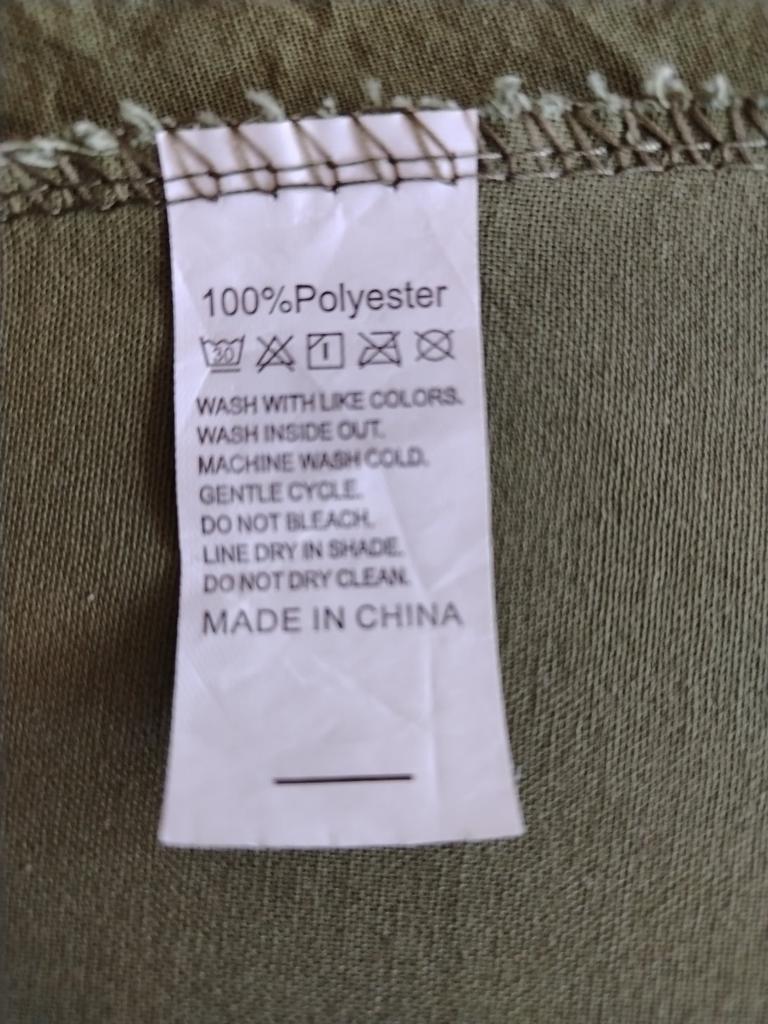 100%Polyester
30
WASH WITH LIKE COLORS.
WASH INSIDE OUT.
MACHINE WASH COLD.
GENTLE CYCLE.
DO NOT BLEACH.
LINE DRY IN SHADE.
DO NOT DRY CLEAN.
MADE IN CHINA